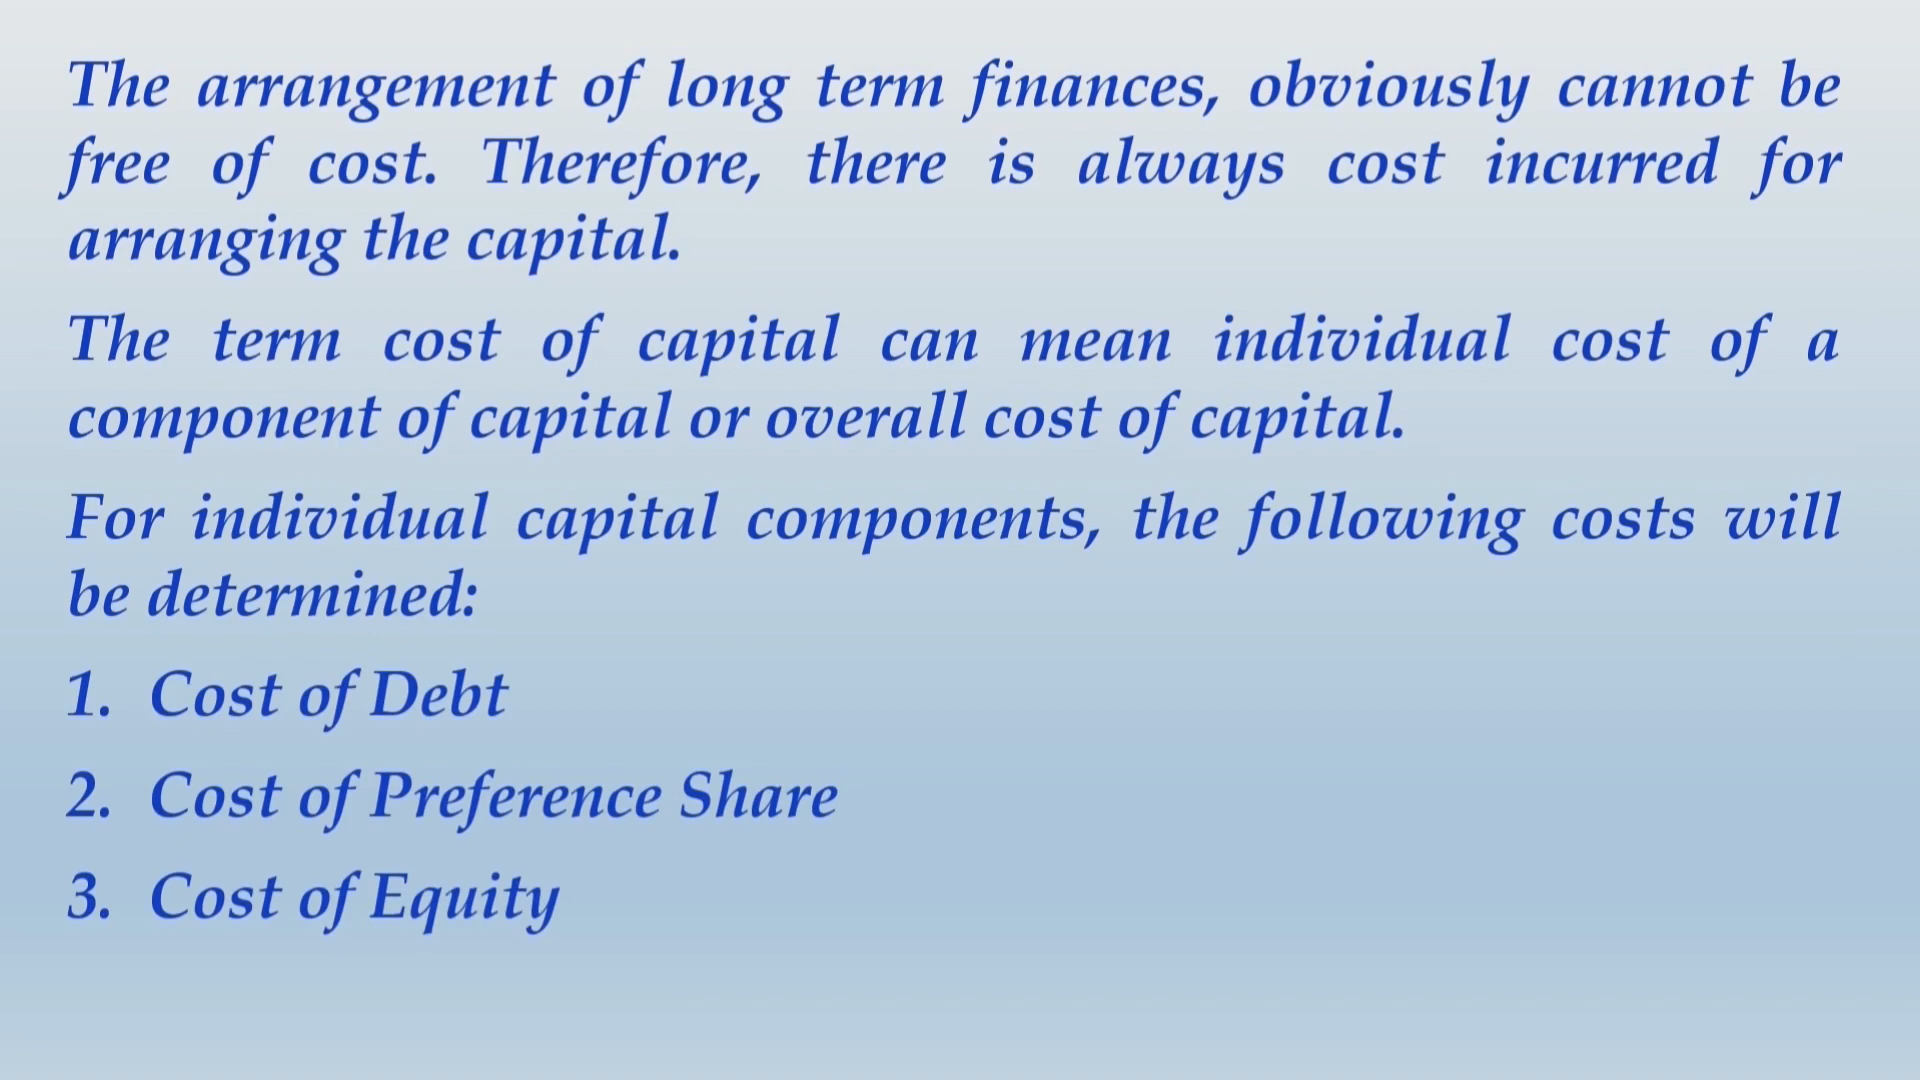 The arrangement of long term finances, obviously cannot be
free of cost. Therefore, there is always cost incurred for
arranging the capital.
The term cost of capital can mean individual cost of a
component of capital or overall cost of capital.
For individual capital components, the following costs will
be determined:
1. Cost of Debt
2. Cost of Preference Share
3. Cost of Equity